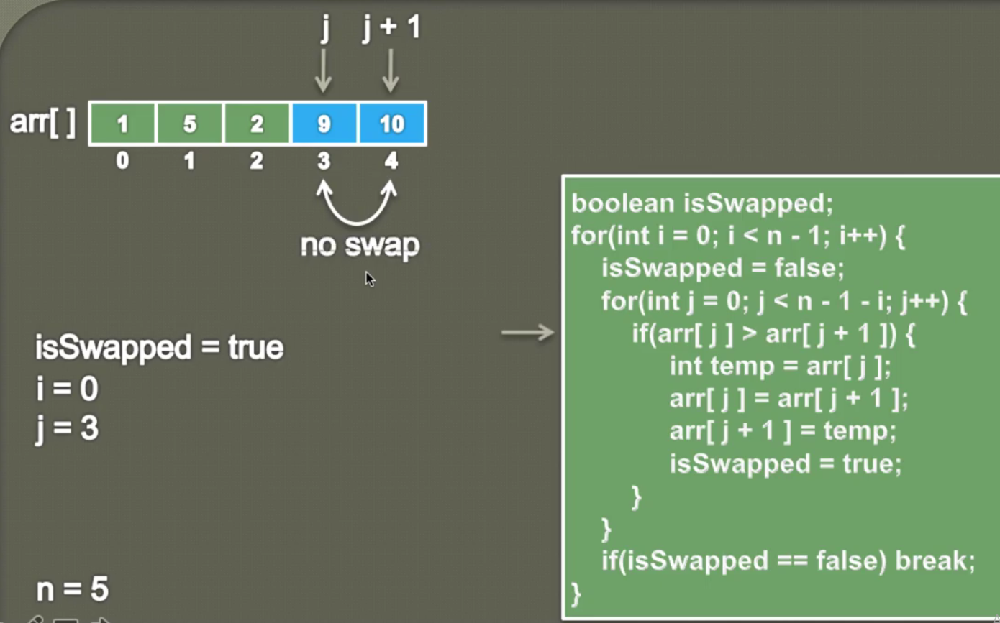 j j + 1
arr[ ] 1 5 2 9 10
0 1 2 3 4
no swap
isSwapped = true
i = 0
j = 3
n = 5
boolean isSwapped;
for(int i = 0; i < n - 1; i++) {
isSwapped = false;
for(int j = 0; j < n - 1 - i; j++) {
if(arr[ j ] > arr[ j + 1 ]) {
int temp = arr[ j ];
arr[ j ] = arr[ j + 1 ];
arr[ j + 1 ] = temp;
isSwapped = true;
}
}
if(isSwapped == false) break;
}